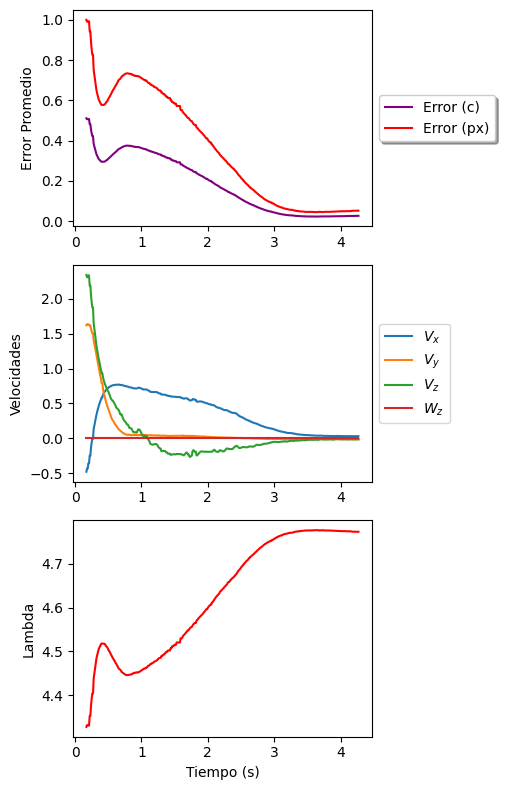 1.0
0.8
0.6
0.4
0.2
0.0
Error Promedio
0 1 2 3 4
Error (c)
Error (px)
2.0
1.5
1.0
0.5
0.0
−0.5
Velocidades
0 1 2 3 4
Vx
Vy
Vz
Wz
4.7
4.6
4.5
4.4
Lambda
0 1 2 3 4
Tiempo (s)